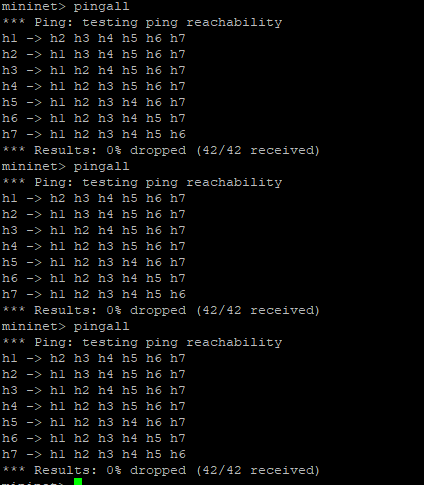 mininet> pingall
*** Ping: testing ping reachability
h1 -> h2 h3 h4 h5 h6 h7
h2 -> h1 h3 h4 h5 h6 h7
h3 -> h1 h2 h4 h5 h6 h7
h4 -> h1 h2 h3 h5 h6 h7
h5 -> h1 h2 h3 h4 h6 h7
h6 -> h1 h2 h3 h4 h5 h7
h7 -> h1 h2 h3 h4 h5 h6
*** Results: 0% dropped (42/42 received)
mininet> pingall
*** Ping: testing ping reachability
h1 -> h2 h3 h4 h5 h6 h7
h2 -> h1 h3 h4 h5 h6 h7
h3 -> h1 h2 h4 h5 h6 h7
h4 -> h1 h2 h3 h5 h6 h7
h5 -> h1 h2 h3 h4 h6 h7
h6 -> h1 h2 h3 h4 h5 h7
h7 -> h1 h2 h3 h4 h5 h6
*** Results: 0% dropped (42/42 received)
mininet> pingall
*** Ping: testing ping reachability
h1 -> h2 h3 h4 h5 h6 h7
h2 -> h1 h3 h4 h5 h6 h7
h3 -> h1 h2 h4 h5 h6 h7
h4 -> h1 h2 h3 h5 h6 h7
h5 -> h1 h2 h3 h4 h6 h7
h6 -> h1 h2 h3 h4 h5 h7
h7 -> h1 h2 h3 h4 h5 h6
*** Results: 0% dropped (42/42 received)
mininet>